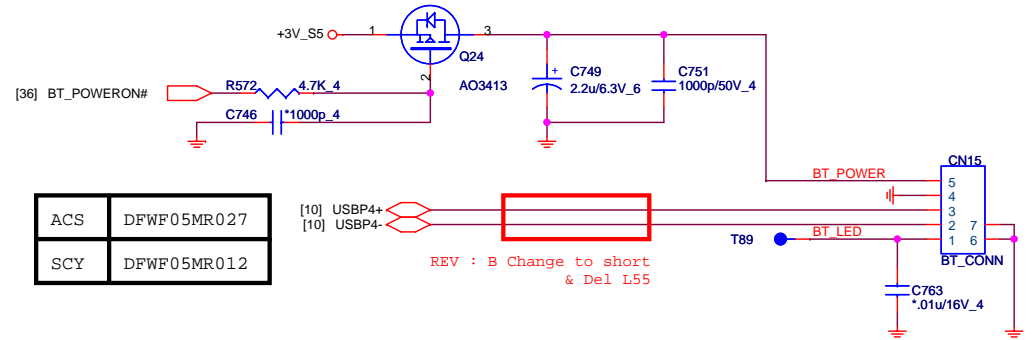 +3V_S5
1
3
Q24
2
AO3413
C749
2.2u/6.3V_6
+
C751
1000p/50V_4
[36] BT_POWERON#
R572
4.7K_4
C746
*1000p_4
CN15
BT_POWER
5
4
3
2
1
7
6
BT_CONN
ACS DFWF05MR027
SCY DFWF05MR012
[10] USBP4+
[10] USBP4-
REV : B Change to short
& Del L55
T89
BT_LED
C763
*.01u/16V_4